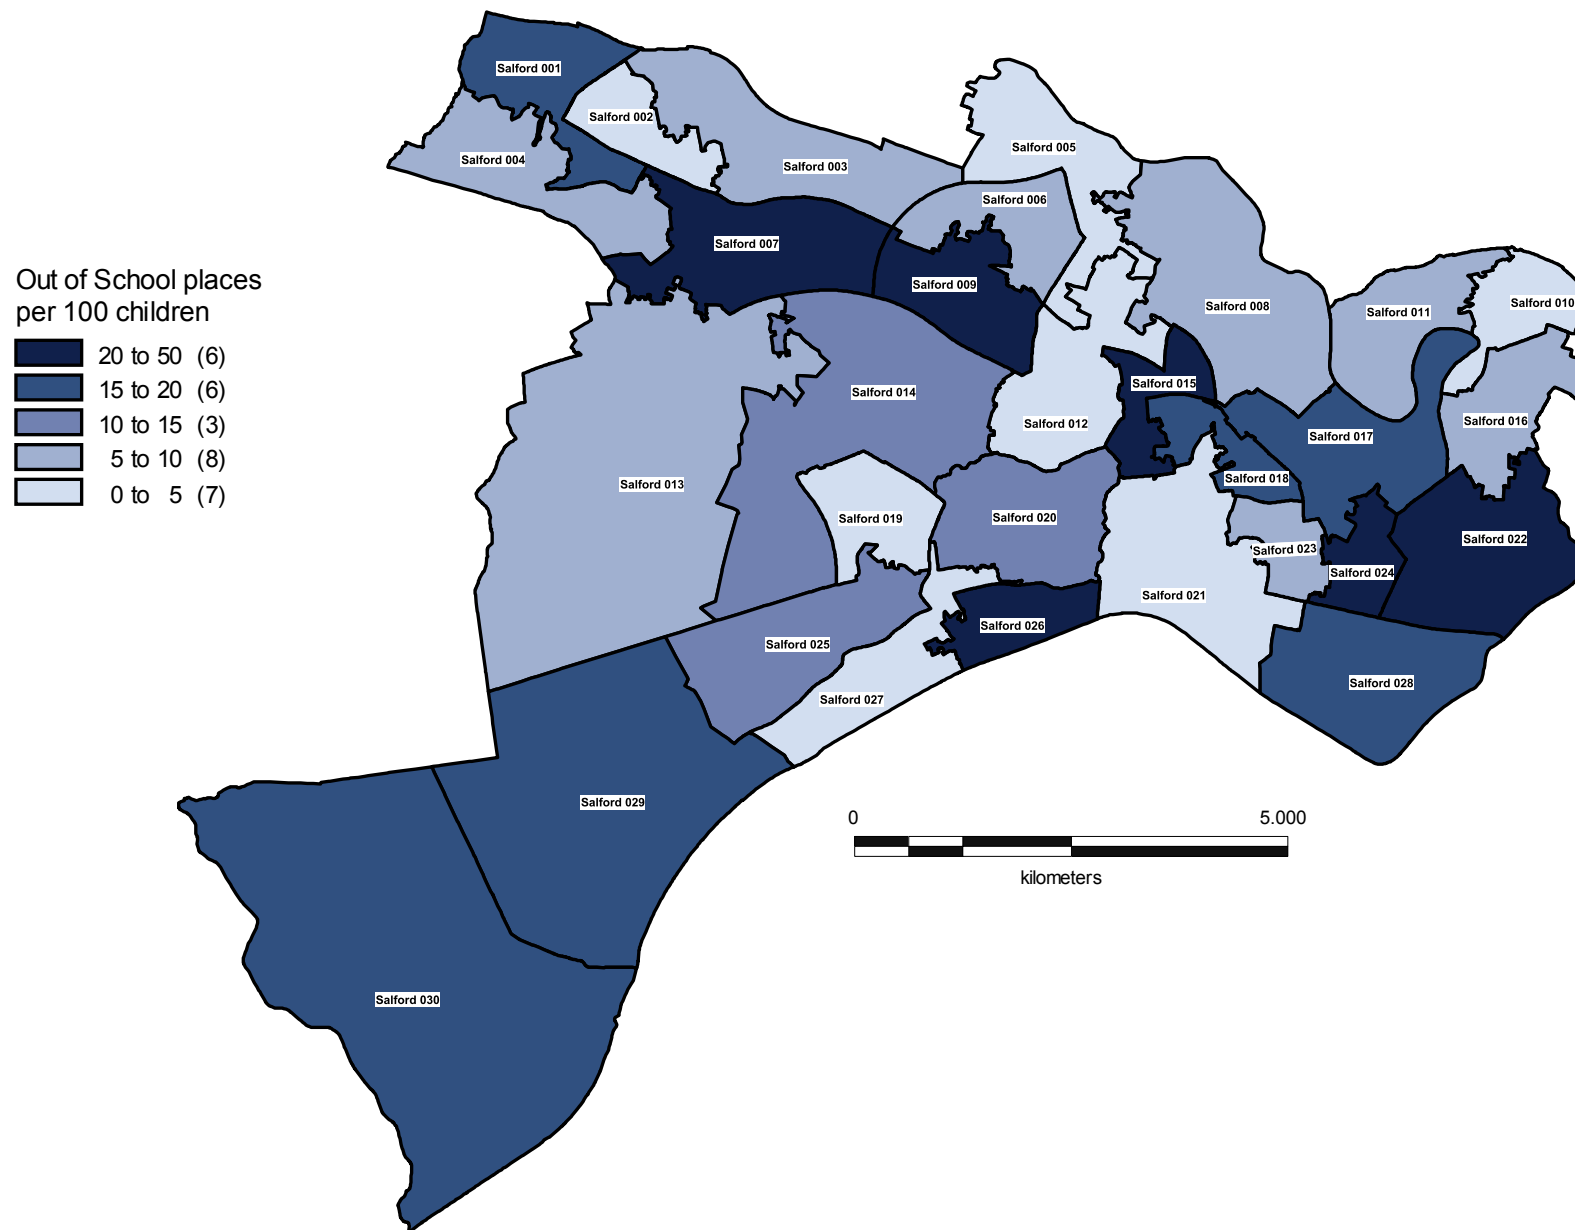 Out of School places
per 100 children
20 to 50 (6)
15 to 20 (6)
10 to 15 (3)
5 to 10 (8)
0 to 5 (7)
Salford 001
Salford 002
Salford 003
Salford 004
Salford 005
Salford 006
Salford 007
Salford 008
Salford 009
Salford 010
Salford 011
Salford 012
Salford 013
Salford 014
Salford 015
Salford 016
Salford 017
Salford 018
Salford 019
Salford 020
Salford 021
Salford 022
Salford 023
Salford 024
Salford 025
Salford 026
Salford 027
Salford 028
Salford 029
Salford 030
0 5.000
kilometers